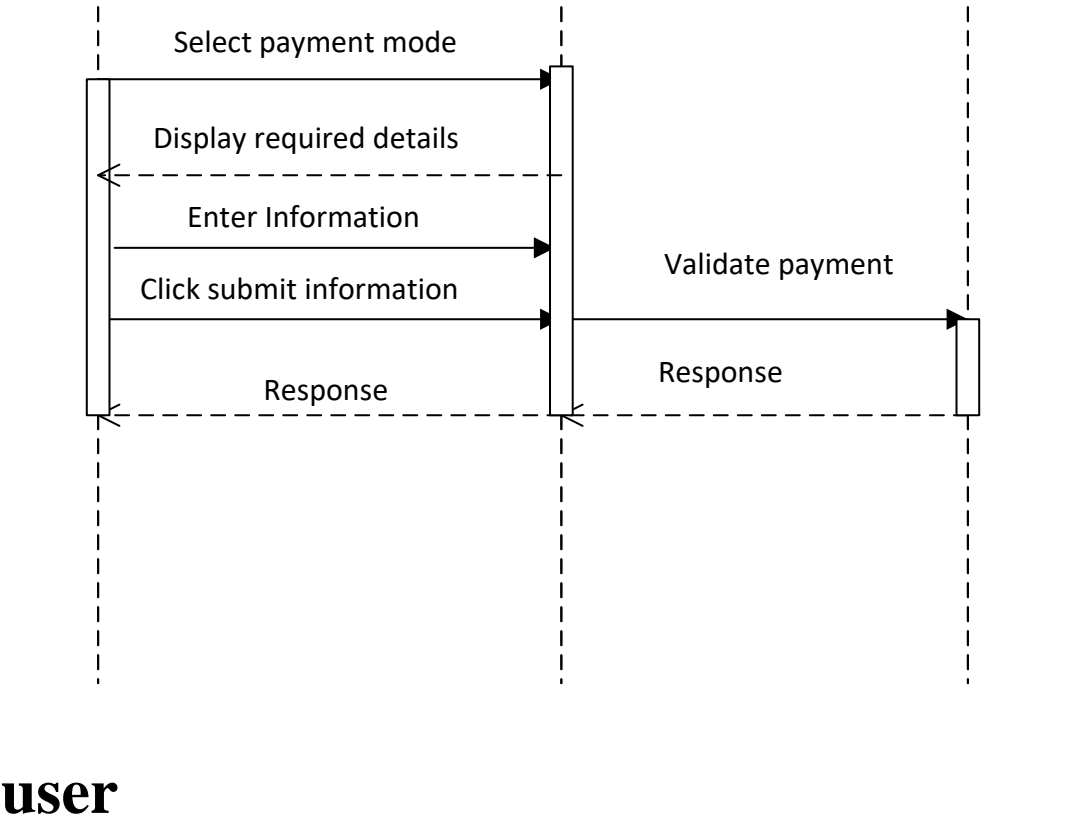 Select payment mode
Display required details
Enter Information
Validate payment
Click submit information
Response
Response
user